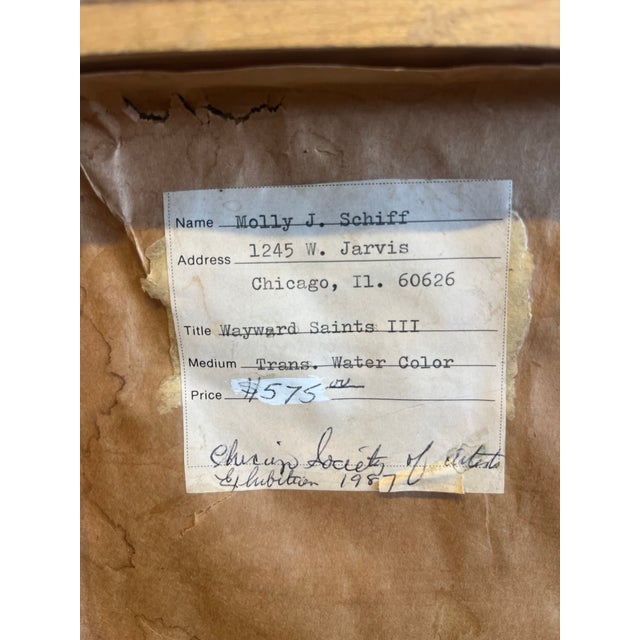 Name Molly J. Schiff
Address 1245 W. Jarvis
Chicago, Il. 60626
Title Wayward Saints III
Medium Trans. Water Color
Price $575 00
Society of Artists
Exhibition 1987